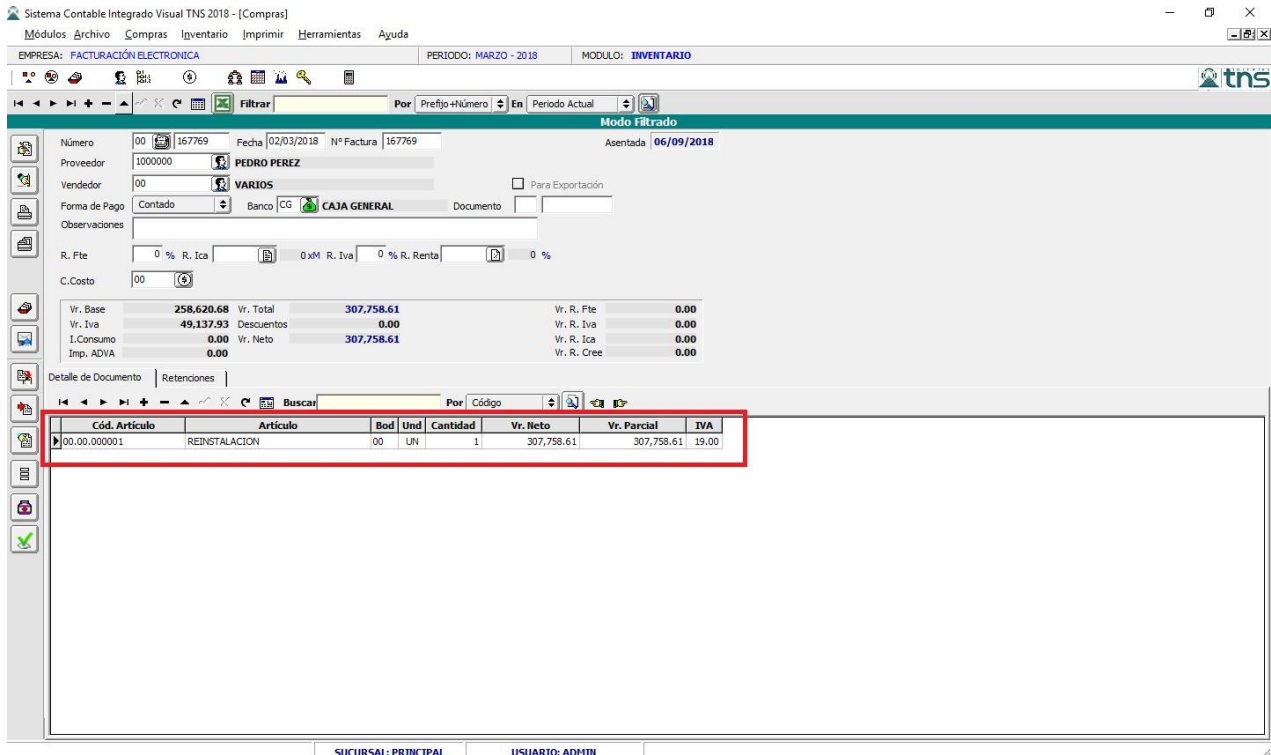 Sistema Contable Integrado Visual TNS 2018 - [Compras]
Módulos Archivo Compras Inventario Imprimir Herramientas Ayuda
EMPRESA: FACTURACIÓN ELECTRONICA PERIODO: MARZO - 2018 MODULO: INVENTARIO
tns
Filtrar Por Prefijo+Número En Periodo Actual
Modo Filtrado
Número 00 167769 Fecha 02/03/2018 Nº Factura 167769 Asentada 06/09/2018
Proveedor 1000000 PEDRO PEREZ
Vendedor 00 VARIOS Para Exportación
Forma de Pago Contado Banco CG CAJA GENERAL Documento
Observaciones
R. Fte 0 % R. Ica 0 xM R. Iva 0 % R. Renta 0 %
C.Costo 00
Vr. Base 258,620.68 Vr. Total 307,758.61 Vr. R. Fte 0.00
Vr. Iva 49,137.93 Descuentos 0.00 Vr. R. Iva 0.00
I.Consumo 0.00 Vr. Neto 307,758.61 Vr. R. Ica 0.00
Imp. ADVA 0.00 Vr. R. Cree 0.00
Detalle de Documento Retenciones
Buscar Por Código
Cód. Artículo Artículo Bod Und Cantidad Vr. Neto Vr. Parcial IVA
00.00.000001 REINSTALACION 00 UN 1 307,758.61 307,758.61 19.00
SUCURSAL: PRINCIPAL USUARIO: ADMIN